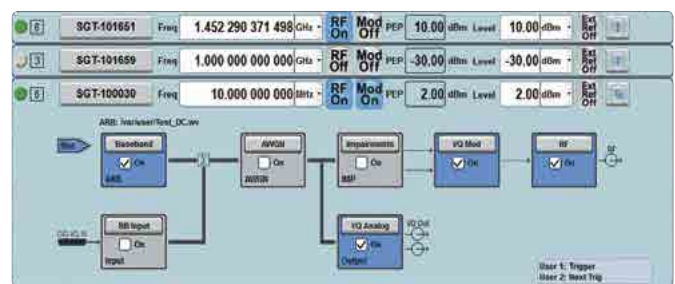 6 SGT-101651 Freq 1.452 290 371 498 GHz RF On Mod Off PEP 10.00 dBm Level 10.00 dBm Ext Ref Off
3 SGT-101659 Freq 1.000 000 000 000 GHz RF Off Mod Off PEP -30.00 dBm Level -30.00 dBm Ext Ref Off
6 SGT-100030 Freq 10.000 000 000 MHz RF On Mod On PEP 2.00 dBm Level 2.00 dBm Ext Ref Off
ARB: /var/user/Test_DC.wv
Baseband AWGN Impairments I/Q Mod RF
On On On On On RF
ARB AWGN IMP
BB Input I/Q Analog I/Q Out
On On
Input Output
User 1: Trigger
User 2: Next Trig